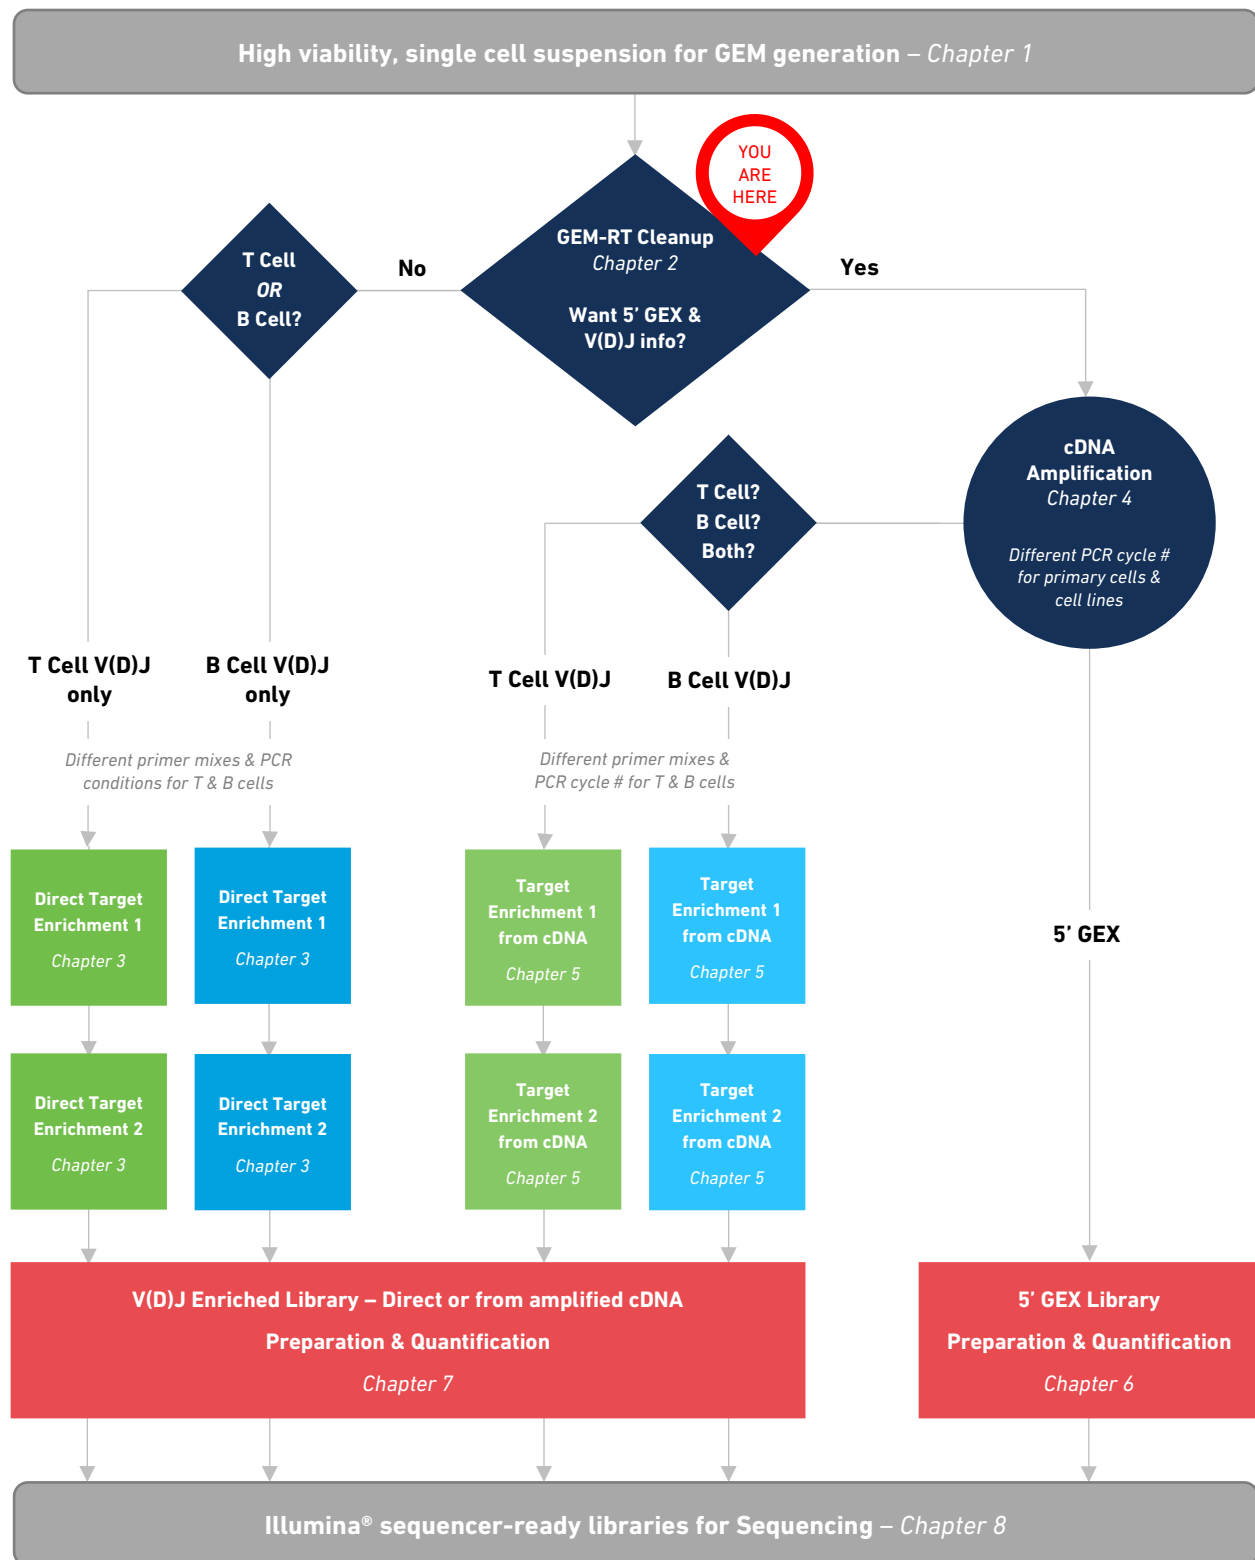 High viability, single cell suspension for GEM generation – Chapter 1
YOU
ARE
HERE
GEM-RT Cleanup
Chapter 2
Want 5’ GEX &
V(D)J info?
No
Yes
T Cell
OR
B Cell?
cDNA
Amplification
Chapter 4
Different PCR cycle #
for primary cells &
cell lines
T Cell?
B Cell?
Both?
T Cell V(D)J
only
B Cell V(D)J
only
T Cell V(D)J
B Cell V(D)J
Different primer mixes & PCR
conditions for T & B cells
Different primer mixes &
PCR cycle # for T & B cells
Direct Target
Enrichment 1
Chapter 3
Direct Target
Enrichment 1
Chapter 3
Target
Enrichment 1
from cDNA
Chapter 5
Target
Enrichment 1
from cDNA
Chapter 5
5’ GEX
Direct Target
Enrichment 2
Chapter 3
Direct Target
Enrichment 2
Chapter 3
Target
Enrichment 2
from cDNA
Chapter 5
Target
Enrichment 2
from cDNA
Chapter 5
V(D)J Enriched Library – Direct or from amplified cDNA
Preparation & Quantification
Chapter 7
5’ GEX Library
Preparation & Quantification
Chapter 6
Illumina® sequencer-ready libraries for Sequencing – Chapter 8